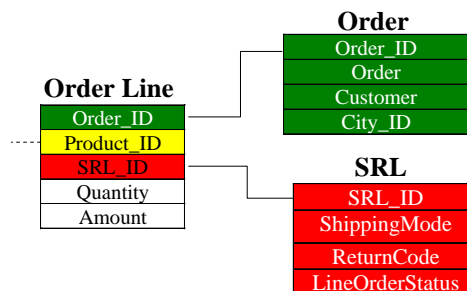 Order
Order_ID
Order
Customer
City_ID
Order Line
Order_ID
Product_ID
SRL_ID
Quantity
Amount
SRL
SRL_ID
ShippingMode
ReturnCode
LineOrderStatus